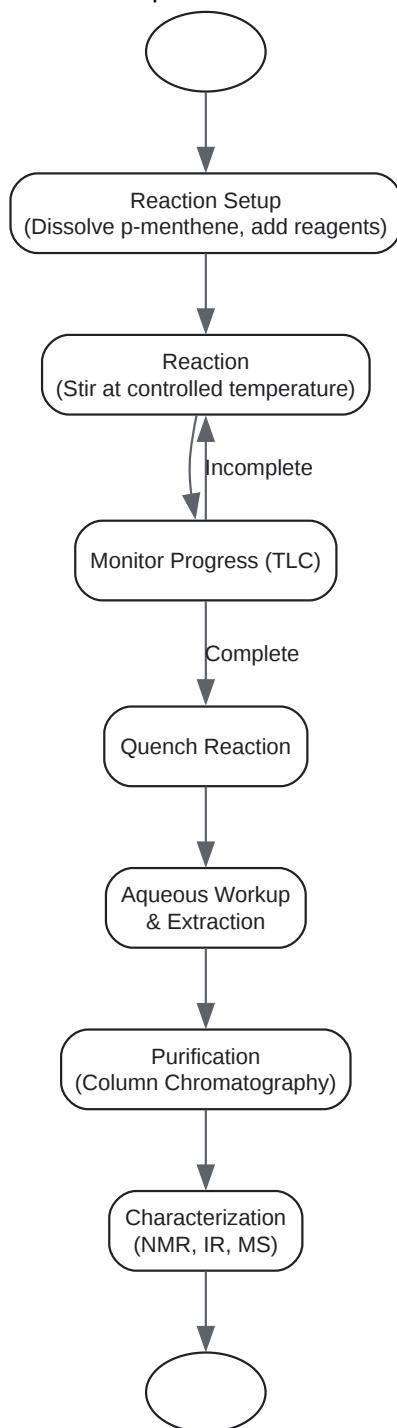 Reaction Setup
(Dissolve p-menthene, add reagents)
Reaction
(Stir at controlled temperature)
Incomplete
Monitor Progress (TLC)
Complete
Quench Reaction
Aqueous Workup
& Extraction
Purification
(Column Chromatography)
Characterization
(NMR, IR, MS)